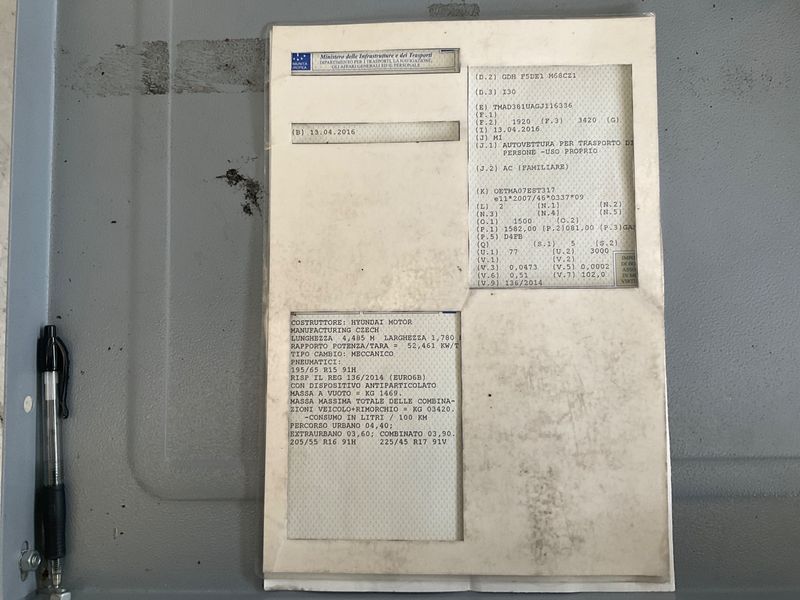 UNIONE EUROPEA
Ministero delle Infrastrutture e dei Trasporti
DIPARTIMENTO PER I TRASPORTI, LA NAVIGAZIONE,
GLI AFFARI GENERALI ED IL PERSONALE
(B) 13.04.2016
(D.2) GDH F5DE1 M68CZ1
(D.3) I30
(E) TMAD381UAGJ116336
(F.1)
(F.2) 1920 (F.3) 3420 (G)
(I) 13.04.2016
(J) M1
(J.1) AUTOVETTURA PER TRASPORTO DI
PERSONE -USO PROPRIO
(J.2) AC (FAMILIARE)
(K) OETMA07EST317
e11*2007/46*0337*09
(L) 2 (N.1) (N.2)
(N.3) (N.4) (N.5)
(O.1) 1500 (O.2)
(P.1) 1582,00 (P.2)081,00 (P.3)GA
(P.5) D4FB
(Q) (S.1) 5 (S.2)
(U.1) 77 (U.2) 3000
(V.1) (V.2)
(V.3) 0,0473 (V.5) 0,0002
(V.6) 0,51 (V.7) 102,0
(V.9) 136/2014
COSTRUTTORE: HYUNDAI MOTOR
MANUFACTURING CZECH
LUNGHEZZA 4,485 M LARGHEZZA 1,780
RAPPORTO POTENZA/TARA = 52,461 KW/T
TIPO CAMBIO: MECCANICO
PNEUMATICI:
195/65 R15 91H
RISP IL REG 136/2014 (EURO6B)
CON DISPOSITIVO ANTIPARTICOLATO
MASSA A VUOTO = KG 1469.
MASSA MASSIMA TOTALE DELLE COMBINA-
ZIONI VEICOLO+RIMORCHIO = KG 03420.
-CONSUMO IN LITRI / 100 KM
PERCORSO URBANO 04,40;
EXTRAURBANO 03,60; COMBINATO 03,90.
205/55 R16 91H 225/45 R17 91V